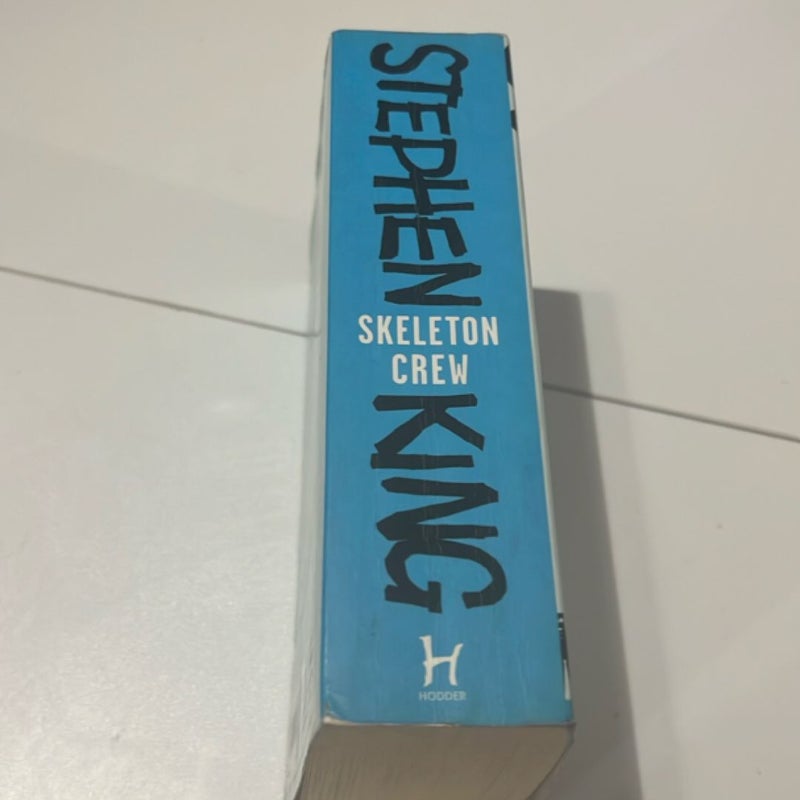 STEPHEN
SKELETON
CREW
KING
H
HODDER